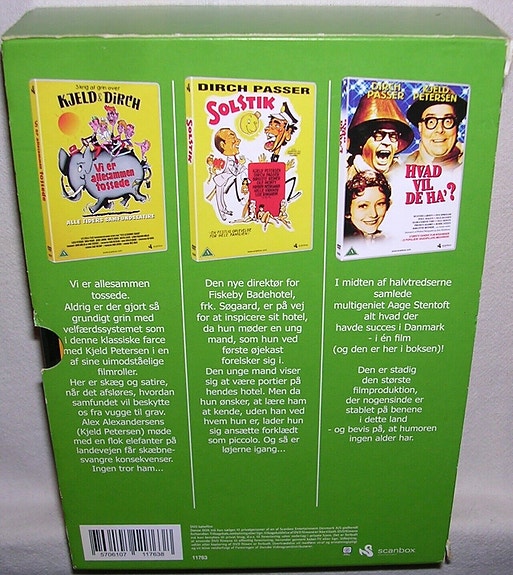 Skrig af grin over
KJELD & DIRCH
Vi er
allesammen
tossede
ALLE TIDERS SAMFUNDSSATIRE
Vi er allesammen
tossede.
Aldrig er der gjort så
grundigt grin med
velfærdssystemet som
i denne klassiske farce
med Kjeld Petersen i en
af sine uimodståelige
filmroller.
Her er skæg og satire,
når det afsløres, hvordan
samfundet vil beskytte
os fra vugge til grav.
Alex Alexandersens
(Kjeld Petersen) møde
med en flok elefanter på
landevejen får skæbne-
svangre konsekvenser.
Ingen tror ham...
DIRCH PASSER
SOLSTIK
SOLSTIK
Den nye direktør for
Fiskeby Badehotel,
frk. Søgaard, er på vej
for at inspicere sit hotel,
da hun møder en ung
mand, som hun ved
første øjekast
forelsker sig i.
Den unge mand viser
sig at være portier på
hendes hotel. Men da
hun ønsker, at lære ham
at kende, uden han ved
hvem hun er, lader hun
sig ansætte forklædt
som piccolo. Og så er
løjerne igang...
DIRCH
PASSER
KJELD
PETERSEN
HVAD
VIL
DE HA'?
I midten af halvtredserne
samlede
multigeniet Aage Stentoft
alt hvad der
havde succes i Danmark
- i én film
(og den er her i boksen)!
Den er stadig
den største
filmproduktion,
der nogensinde er
stablet på benene
i dette land
- og bevis på, at humoren
ingen alder har.
5706107 117638
11763
scanbox